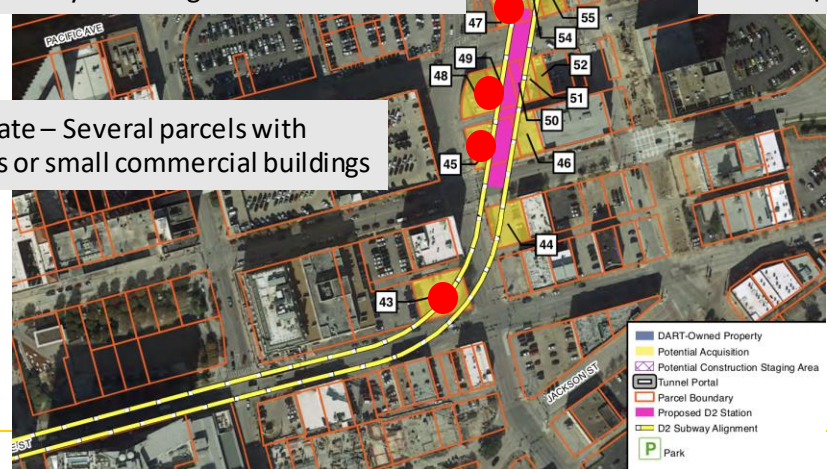 47
55
54
PACIFIC AVE
49
52
48
51
50
ate – Several parcels with
s or small commercial buildings
45
46
44
43
DART-Owned Property
Potential Acquisition
Potential Construction Staging Area
Tunnel Portal
Parcel Boundary
Proposed D2 Station
D2 Subway Alignment
P Park
JACKSON ST
ST